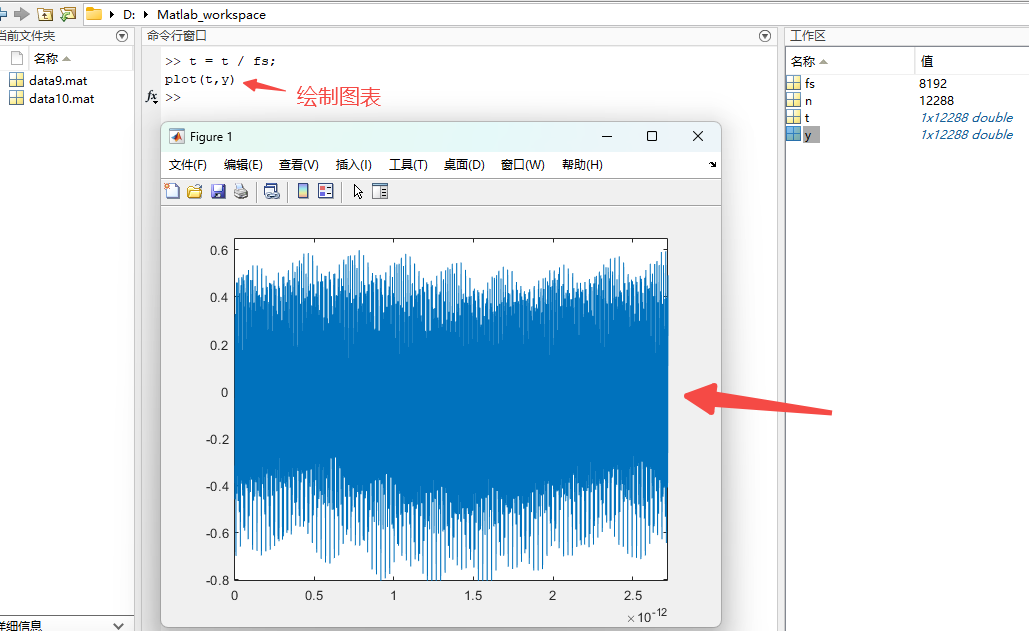 D: Matlab_workspace
当前文件夹
名称
data9.mat
data10.mat
命令行窗口
>> t = t / fs;
plot(t,y)
fx >>
绘制图表
Figure 1
文件(F) 编辑(E) 查看(V) 插入(I) 工具(T) 桌面(D) 窗口(W) 帮助(H)
0.6
0.4
0.2
0
-0.2
-0.4
-0.6
-0.8
0 0.5 1 1.5 2 2.5
×10-12
工作区
名称 值
fs 8192
n 12288
t 1x12288 double
y 1x12288 double
详细信息